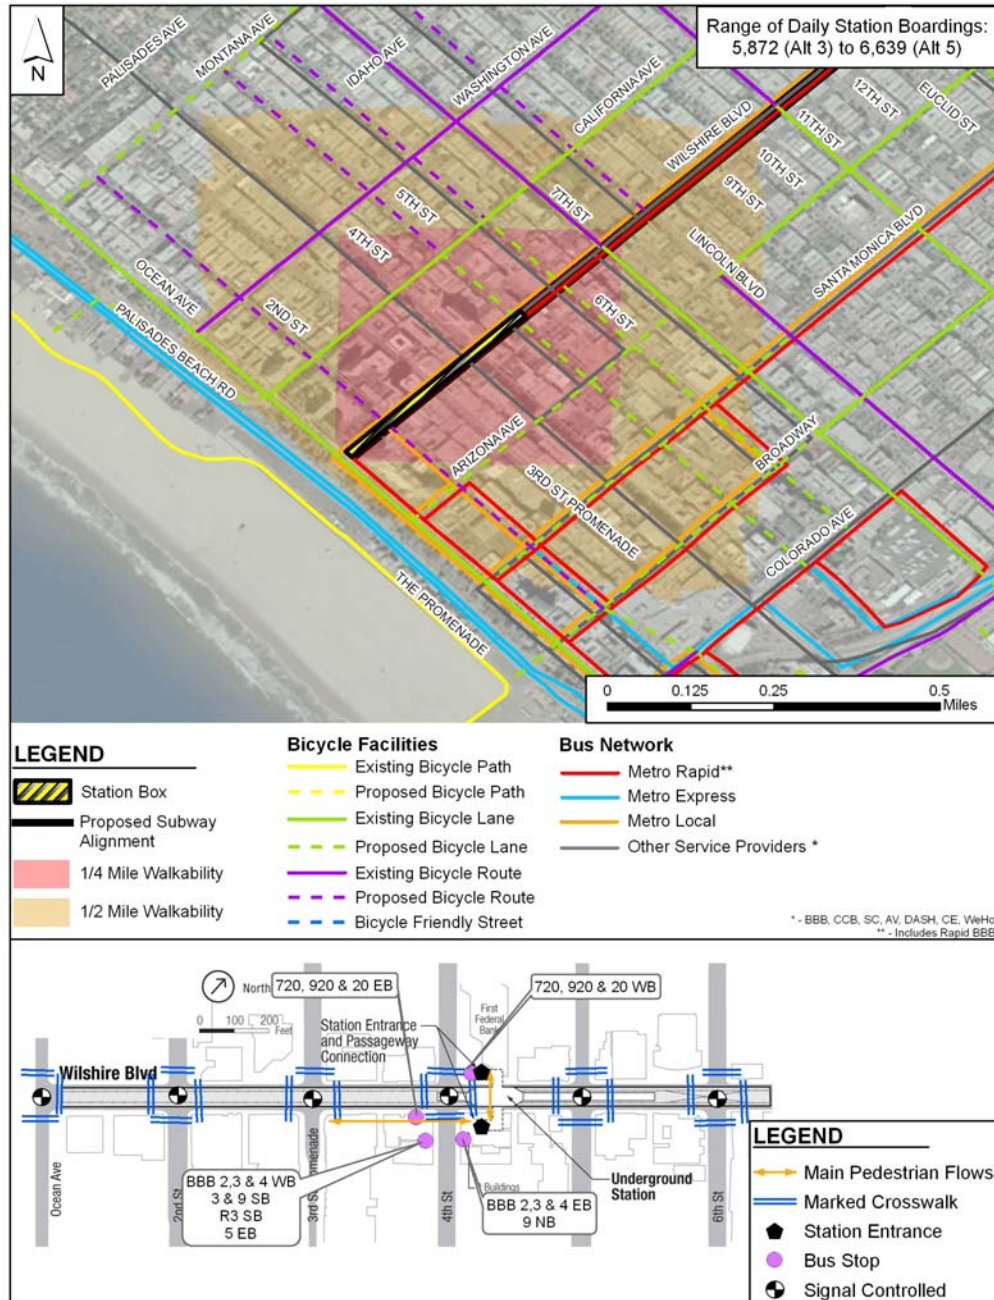 N
Range of Daily Station Boardings:
5,872 (Alt 3) to 6,639 (Alt 5)
PALISADES AVE
MONTANA AVE
IDAHO AVE
WASHINGTON AVE
CALIFORNIA AVE
WILSHIRE BLVD
12TH ST
EUCLID ST
11TH ST
10TH ST
9TH ST
LINCOLN BLVD
SANTA MONICA BLVD
7TH ST
6TH ST
5TH ST
4TH ST
OCEAN AVE
2ND ST
PALISADES BEACH RD
ARIZONA AVE
3RD ST PROMENADE
BROADWAY
COLORADO AVE
THE PROMENADE
0 0.125 0.25 0.5
Miles
LEGEND
Station Box
Proposed Subway
Alignment
1/4 Mile Walkability
1/2 Mile Walkability
Bicycle Facilities
Existing Bicycle Path
Proposed Bicycle Path
Existing Bicycle Lane
Proposed Bicycle Lane
Existing Bicycle Route
Proposed Bicycle Route
Bicycle Friendly Street
Bus Network
Metro Rapid**
Metro Express
Metro Local
Other Service Providers *
* - BBB, CCB, SC, AV, DASH, CE, WeHo
** - Includes Rapid BBB
North
0 100 200
Feet
720, 920 & 20 EB
720, 920 & 20 WB
First
Federal
Bank
Station Entrance
and Passageway
Connection
Wilshire Blvd
Ocean Ave
2nd St
3rd St
4th St
6th St
BBB 2,3 & 4 WB
3 & 9 SB
R3 SB
5 EB
Buildings
BBB 2,3 & 4 EB
9 NB
Underground
Station
LEGEND
Main Pedestrian Flows
Marked Crosswalk
Station Entrance
Bus Stop
Signal Controlled